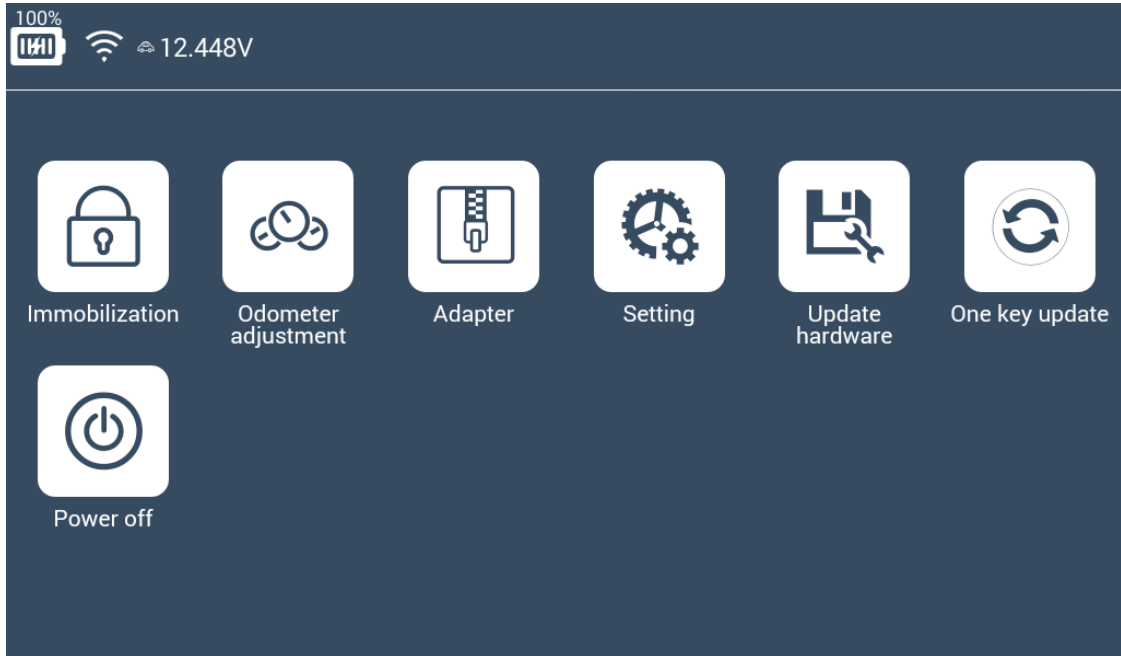 100%
12.448V
Immobilization
Odometer
adjustment
Adapter
Setting
Update
hardware
One key update
Power off